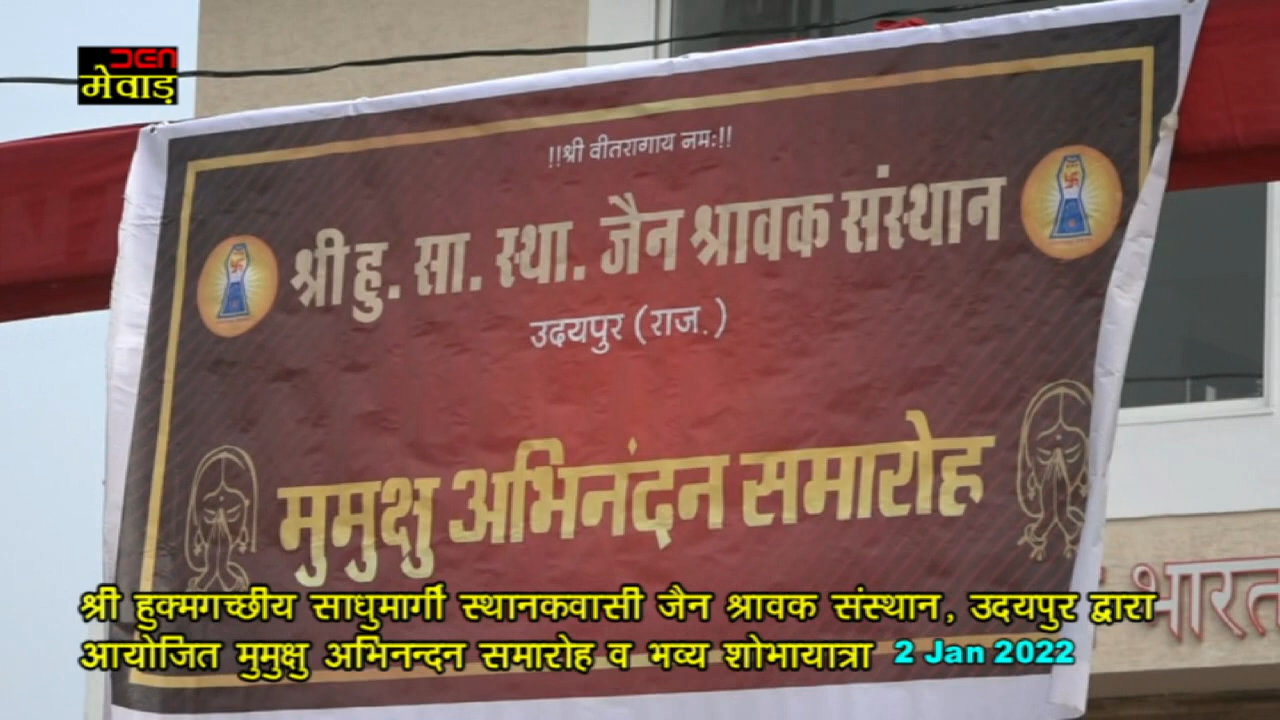 DEN
मेवाड़
!!श्री वीतरागाय नमः!!
श्री हु. सा. स्था. जैन श्रावक संस्थान
उदयपुर (राज.)
मुमुक्षु अभिनंदन समारोह
भारत
श्री हुक्मगच्छीय साधुमार्गी स्थानकवासी जैन श्रावक संस्थान, उदयपुर द्वारा
आयोजित मुमुक्षु अभिनन्दन समारोह व भव्य शोभायात्रा 2 Jan 2022